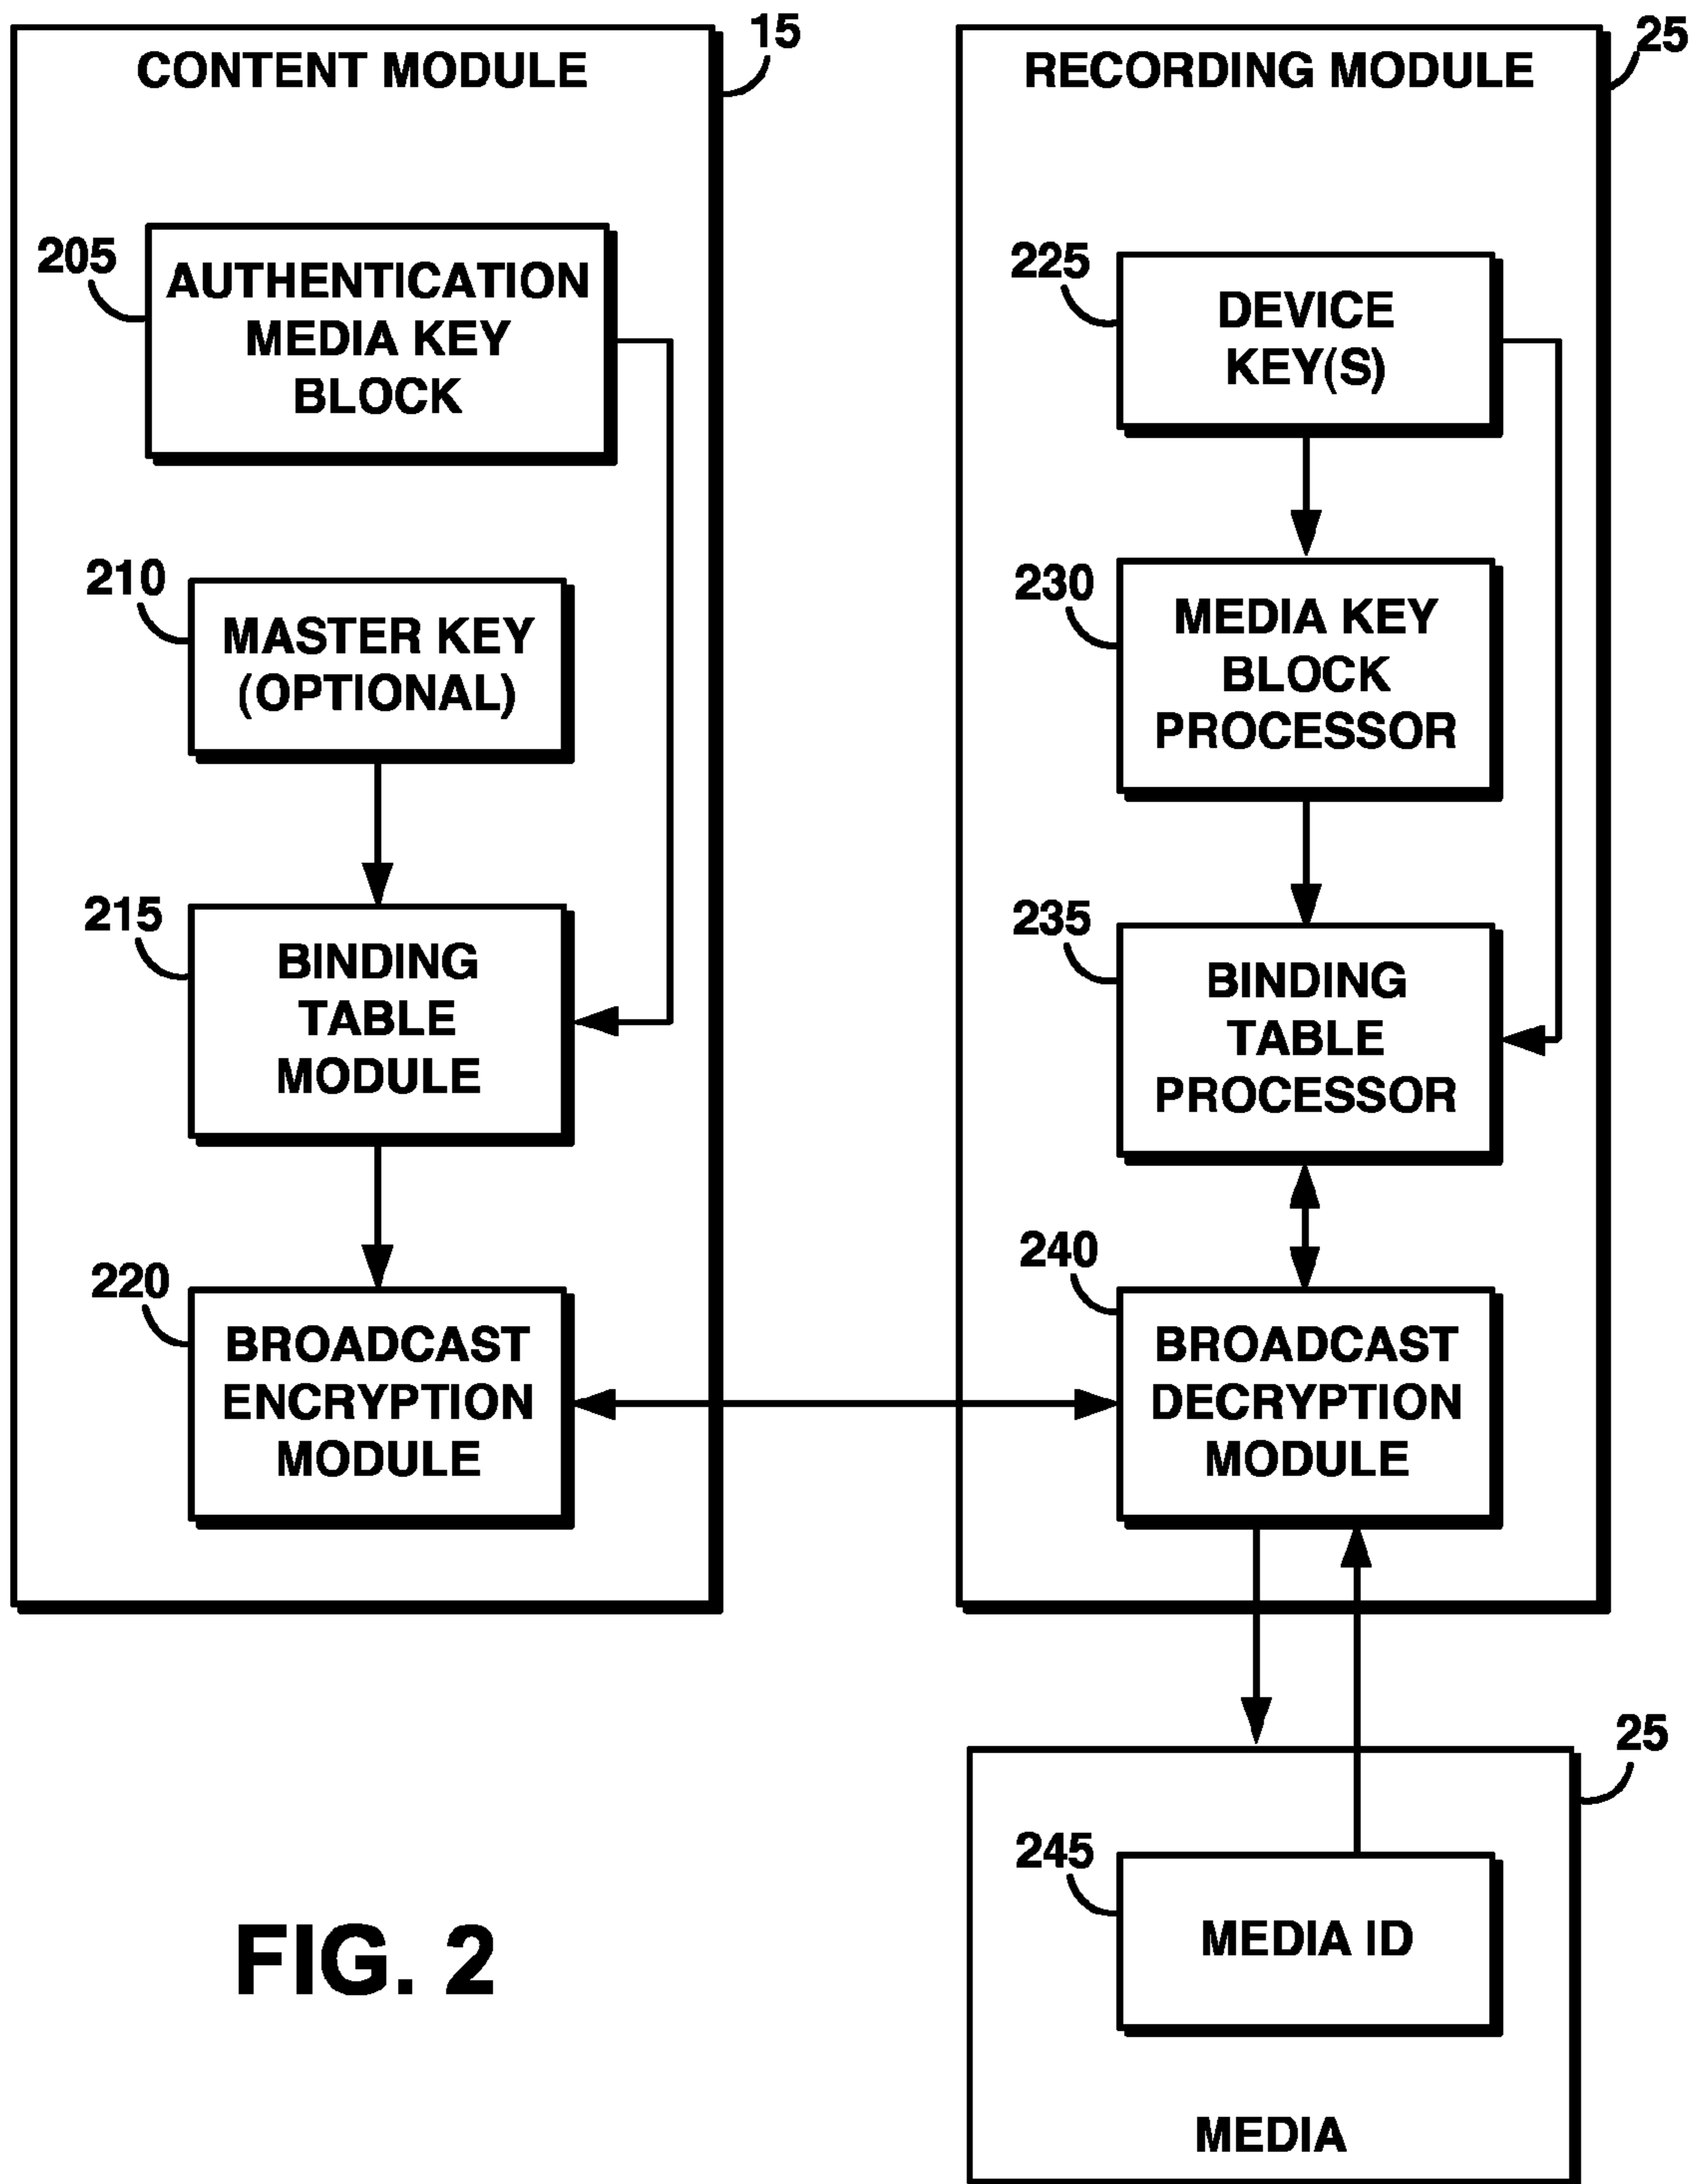 CONTENT MODULE
15
205
AUTHENTICATION
MEDIA KEY
BLOCK
210
MASTER KEY
(OPTIONAL)
215
BINDING
TABLE
MODULE
220
BROADCAST
ENCRYPTION
MODULE
RECORDING MODULE
25
225
DEVICE
KEY(S)
230
MEDIA KEY
BLOCK
PROCESSOR
235
BINDING
TABLE
PROCESSOR
240
BROADCAST
DECRYPTION
MODULE
25
245
MEDIA ID
MEDIA
FIG. 2